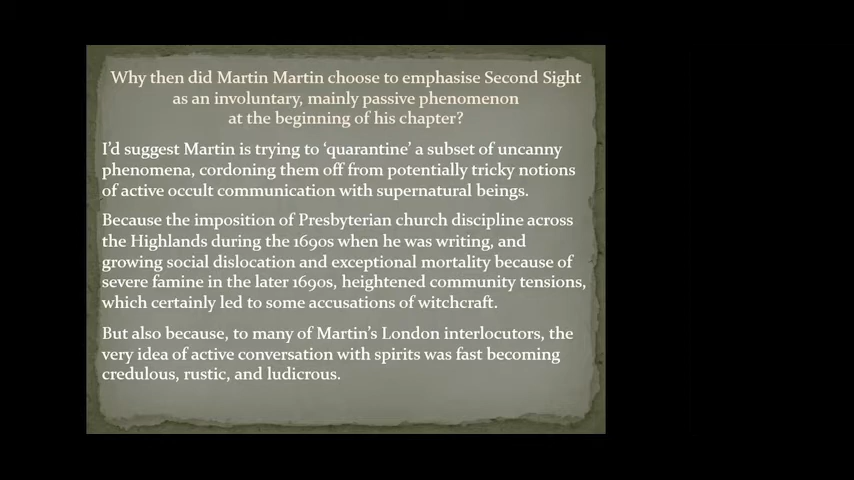 Why then did Martin Martin choose to emphasise Second Sight
as an involuntary, mainly passive phenomenon
at the beginning of his chapter?
I'd suggest Martin is trying to 'quarantine' a subset of uncanny
phenomena, cordoning them off from potentially tricky notions
of active occult communication with supernatural beings.
Because the imposition of Presbyterian church discipline across
the Highlands during the 1690s when he was writing, and
growing social dislocation and exceptional mortality because of
severe famine in the later 1690s, heightened community tensions,
which certainly led to some accusations of witchcraft.
But also because, to many of Martin's London interlocutors, the
very idea of active conversation with spirits was fast becoming
credulous, rustic, and ludicrous.